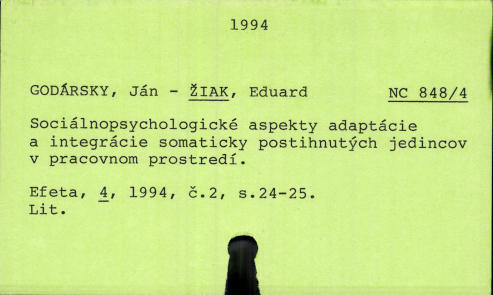 1994
GODÁRSKY, Ján - ŽIAK, Eduard NC 848/4
Sociálnopsychologické aspekty adaptácie
a integrácie somaticky postihnutých jedincov
v pracovnom prostredí.
Efeta, 4, 1994, č.2, s.24-25.
Lit.